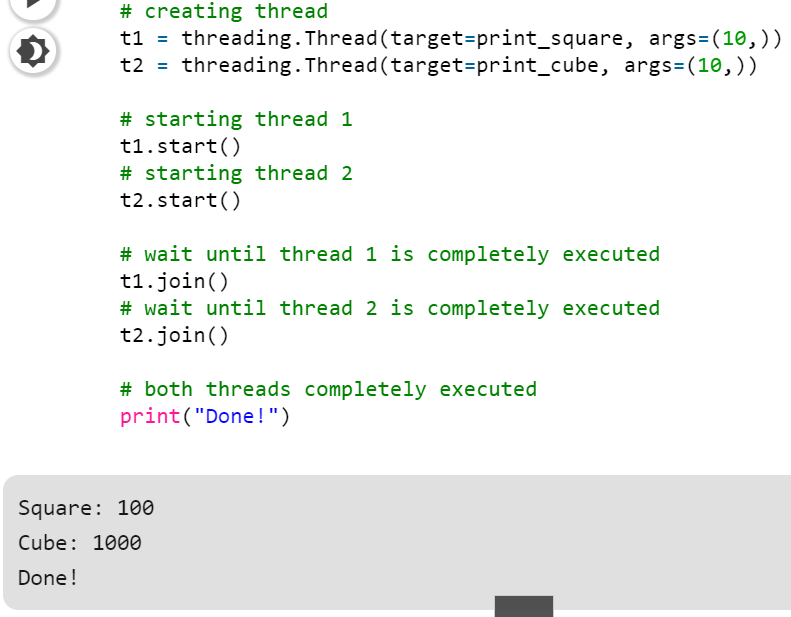 # creating thread
t1 = threading.Thread(target=print_square, args=(10,))
t2 = threading.Thread(target=print_cube, args=(10,))
# starting thread 1
t1.start()
# starting thread 2
t2.start()
# wait until thread 1 is completely executed
t1.join()
# wait until thread 2 is completely executed
t2.join()
# both threads completely executed
print("Done!")
Square: 100
Cube: 1000
Done!